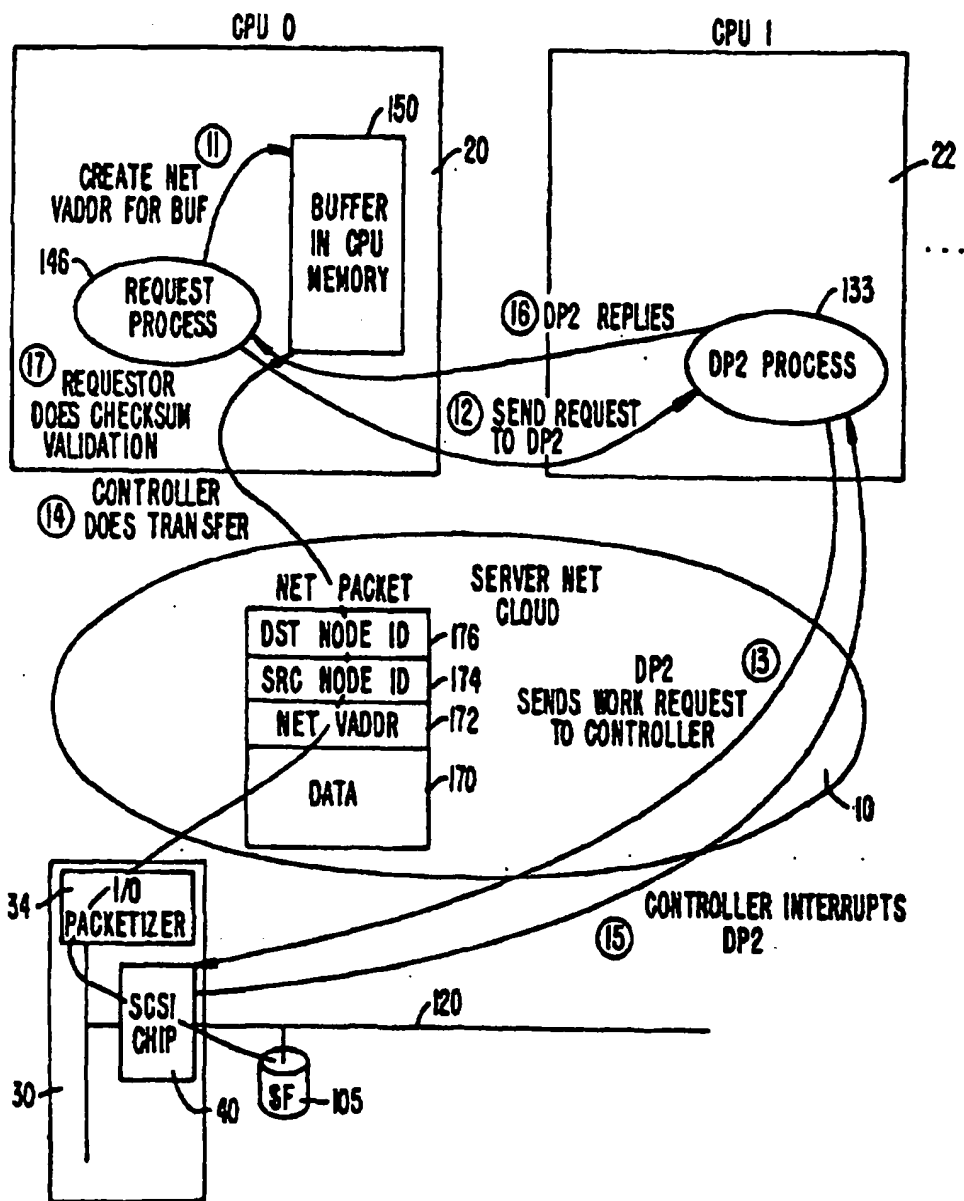 CPU 0
CPU 1
150
20
22
11
CREATE NET
VADDR FOR BUF
BUFFER
IN CPU
MEMORY
...
146
REQUEST
PROCESS
16 DP2 REPLIES
133
DP2 PROCESS
17
REQUESTOR
DOES CHECKSUM
VALIDATION
12 SEND REQUEST
TO DP2
14 CONTROLLER
DOES TRANSFER
NET PACKET
SERVER NET
CLOUD
DST NODE ID
176
SRC NODE ID
174
NET VADDR
172
DATA
170
13
DP2
SENDS WORK REQUEST
TO CONTROLLER
10
34
I/O
PACKETIZER
15
CONTROLLER INTERRUPTS
DP2
SCSI
CHIP
120
30
40
SF
105